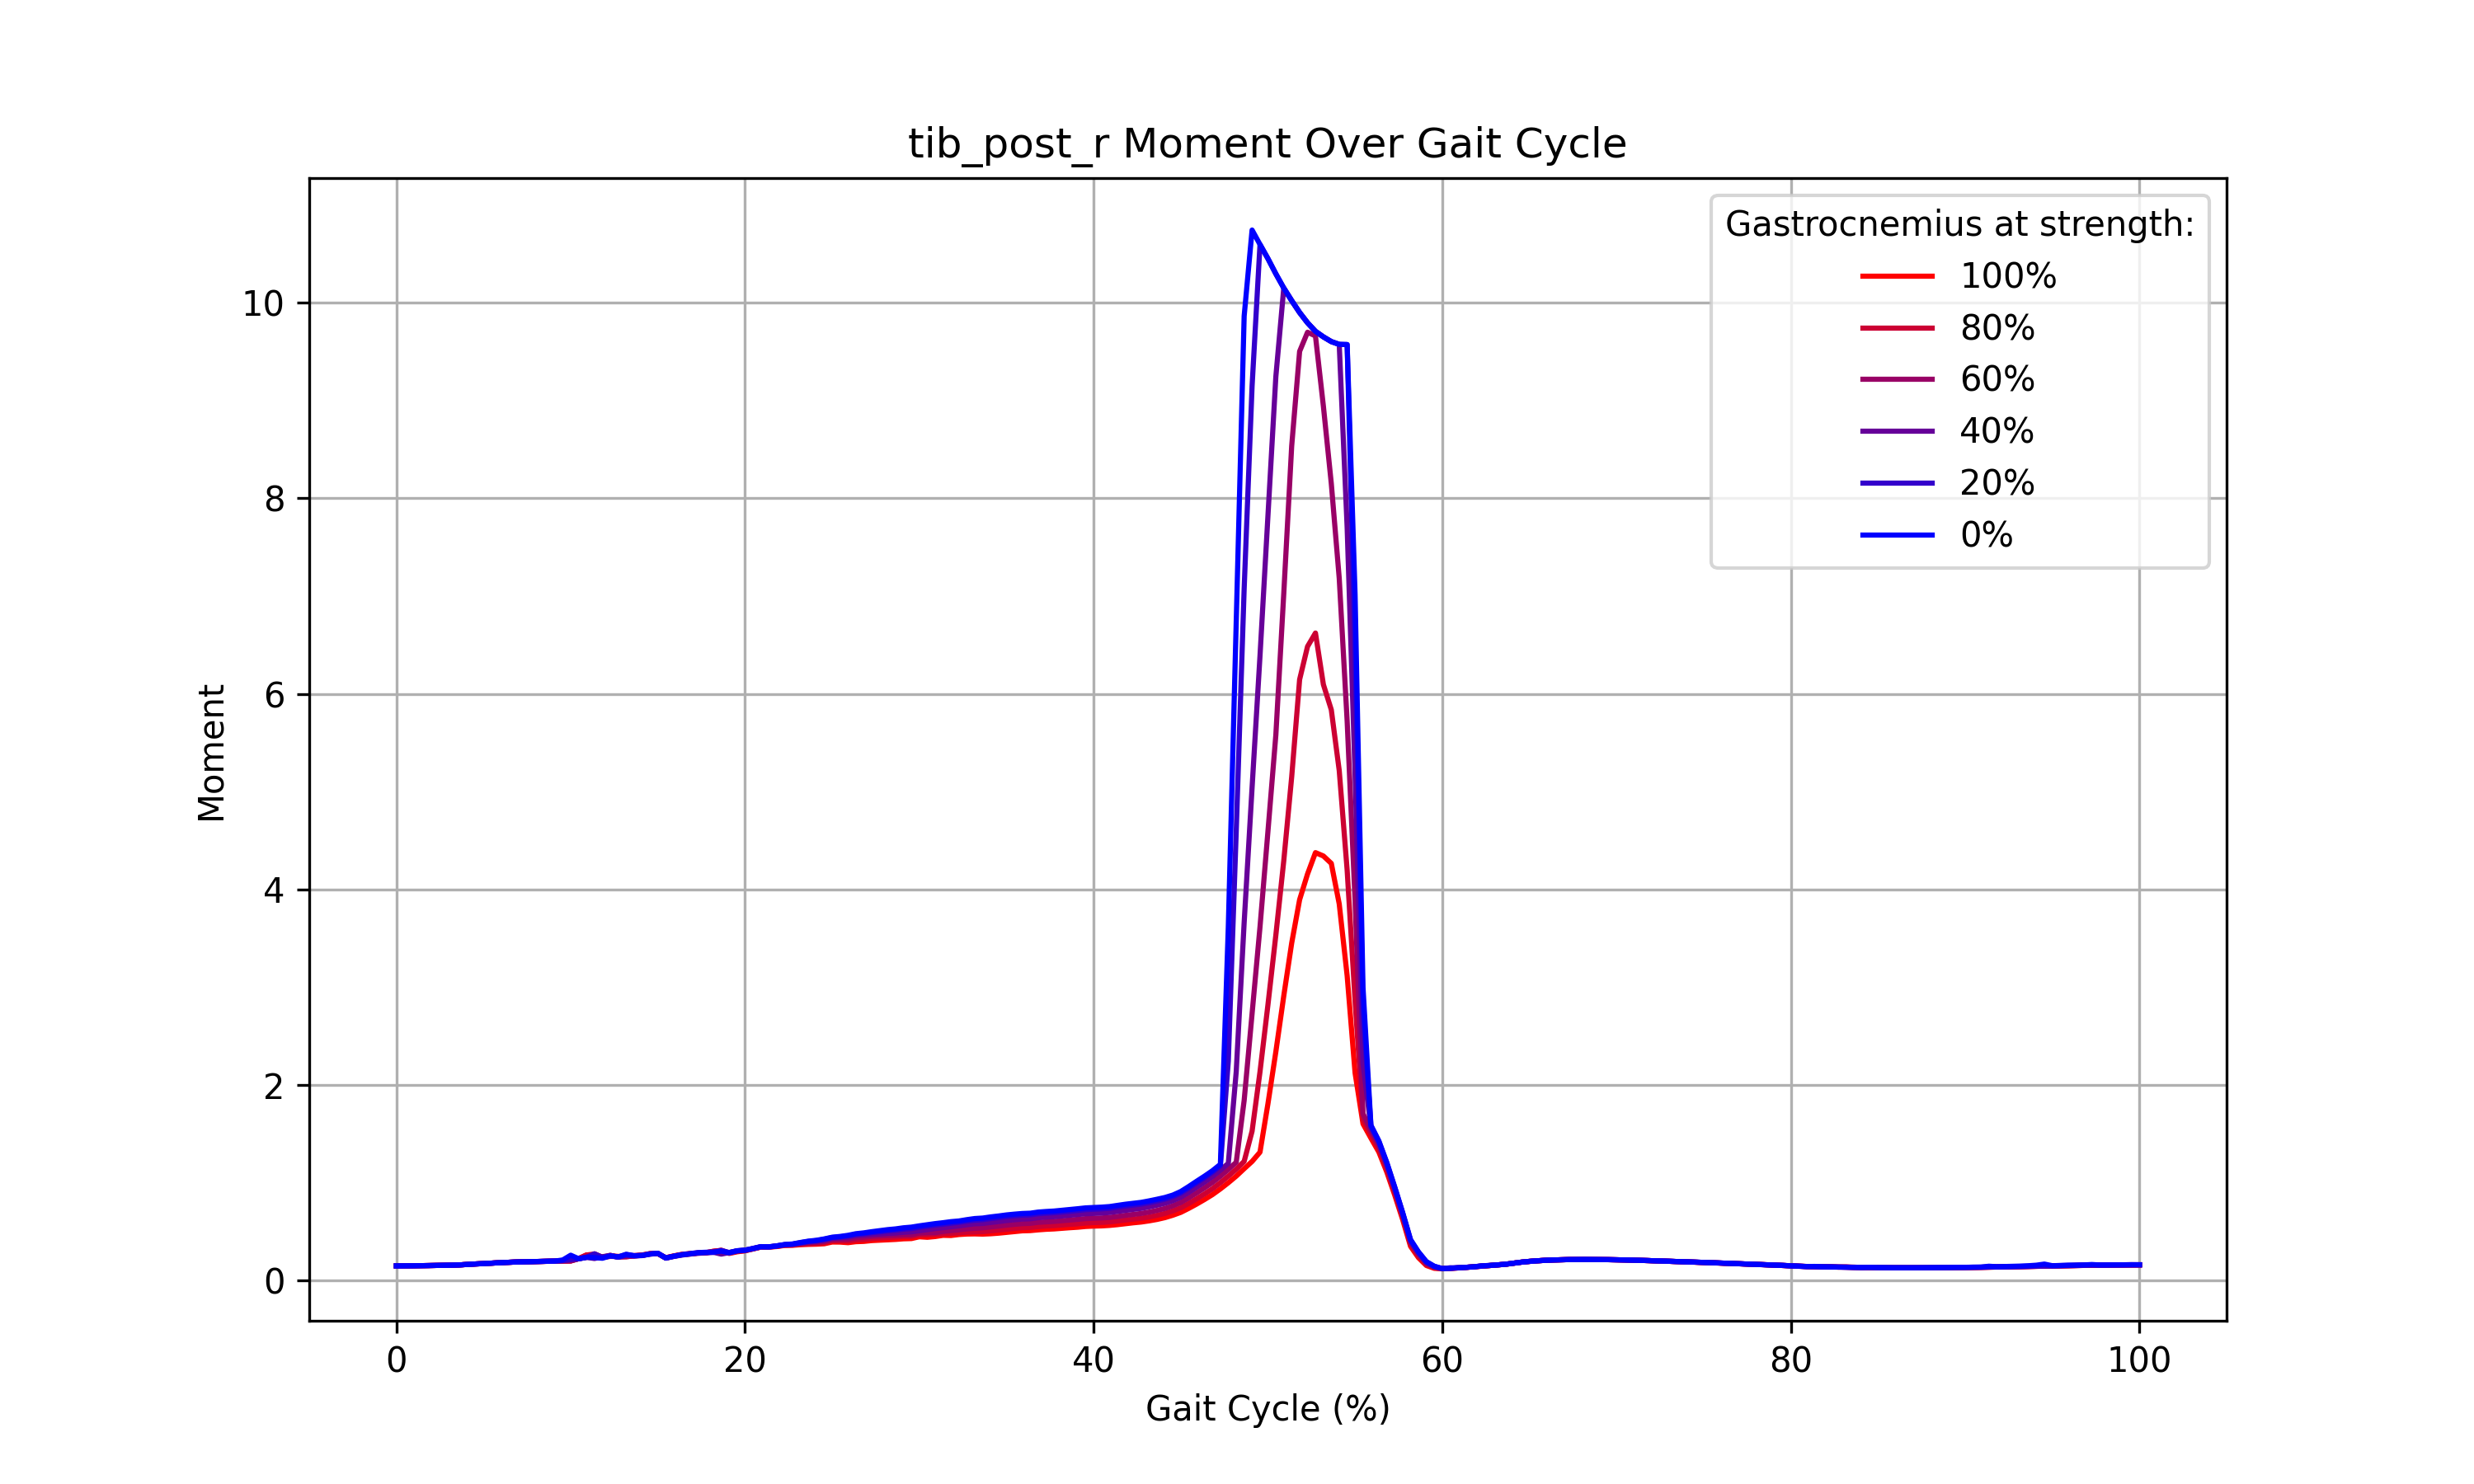 tib_post_r Moment Over Gait Cycle
Gastrocnemius at strength:
100%
80%
60%
40%
20%
0%
Moment
10
8
6
4
2
0
0 20 40 60 80 100
Gait Cycle (%)